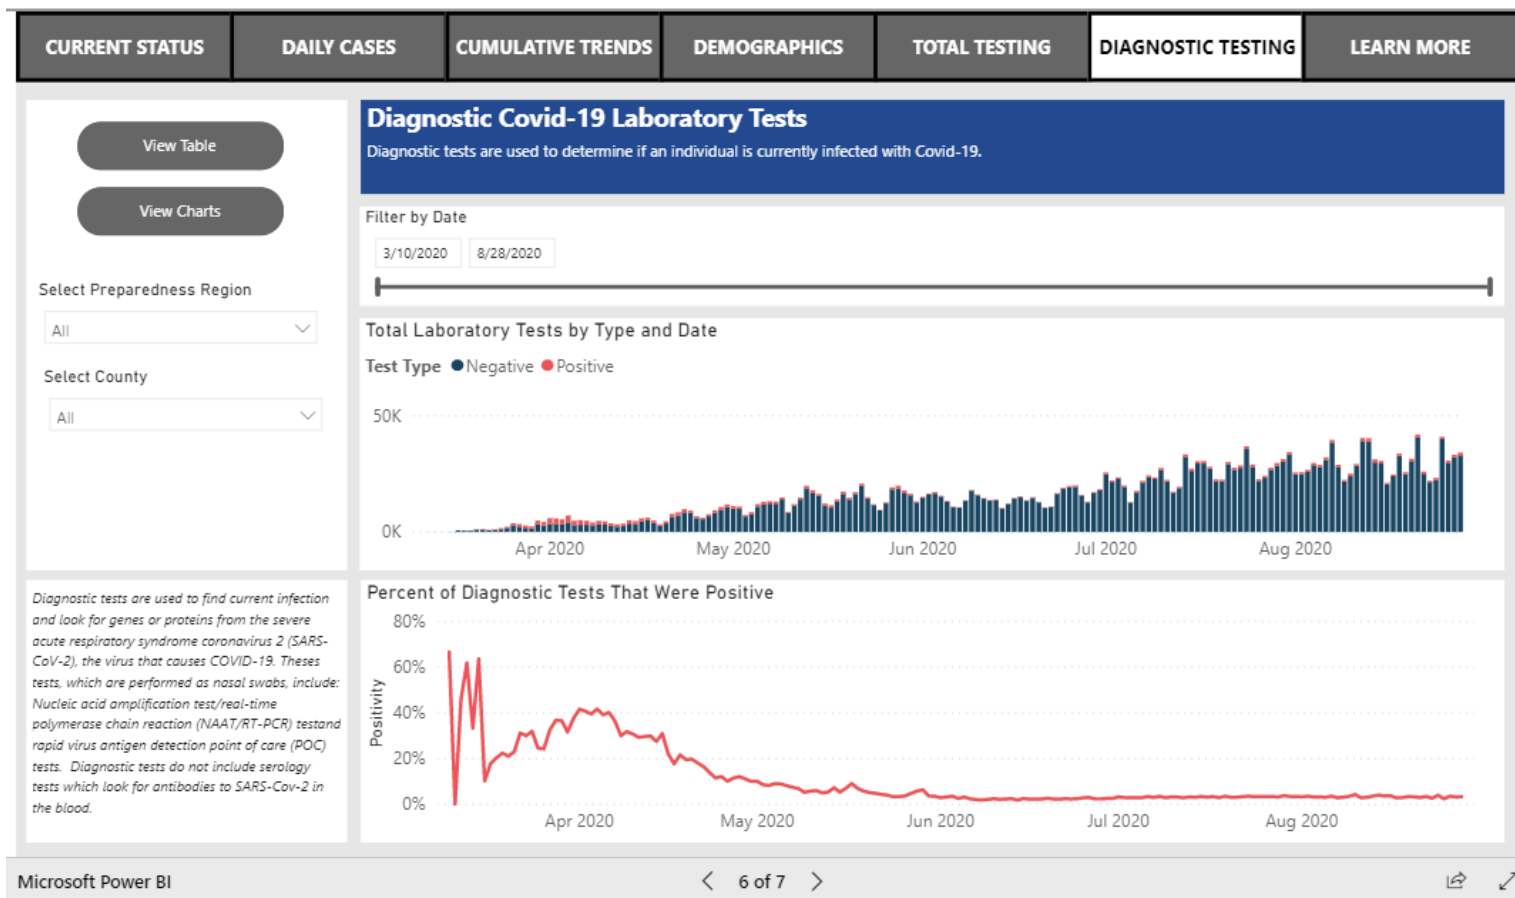 CURRENT STATUS
DAILY CASES
CUMULATIVE TRENDS
DEMOGRAPHICS
TOTAL TESTING
DIAGNOSTIC TESTING
LEARN MORE
View Table
View Charts
Select Preparedness Region
All
Select County
All
Diagnostic tests are used to find current infection
and look for genes or proteins from the severe
acute respiratory syndrome coronavirus 2 (SARS-
CoV-2), the virus that causes COVID-19. Theses
tests, which are performed as nasal swabs, include:
Nucleic acid amplification test/real-time
polymerase chain reaction (NAAT/RT-PCR) testand
rapid virus antigen detection point of care (POC)
tests.  Diagnostic tests do not include serology
tests which look for antibodies to SARS-Cov-2 in
the blood.
Diagnostic Covid-19 Laboratory Tests
Diagnostic tests are used to determine if an individual is currently infected with Covid-19.
Filter by Date
3/10/2020
8/28/2020
Total Laboratory Tests by Type and Date
Test Type Negative Positive
50K
0K
Apr 2020
May 2020
Jun 2020
Jul 2020
Aug 2020
Percent of Diagnostic Tests That Were Positive
Positivity
80%
60%
40%
20%
0%
Apr 2020
May 2020
Jun 2020
Jul 2020
Aug 2020
Microsoft Power BI
6 of 7